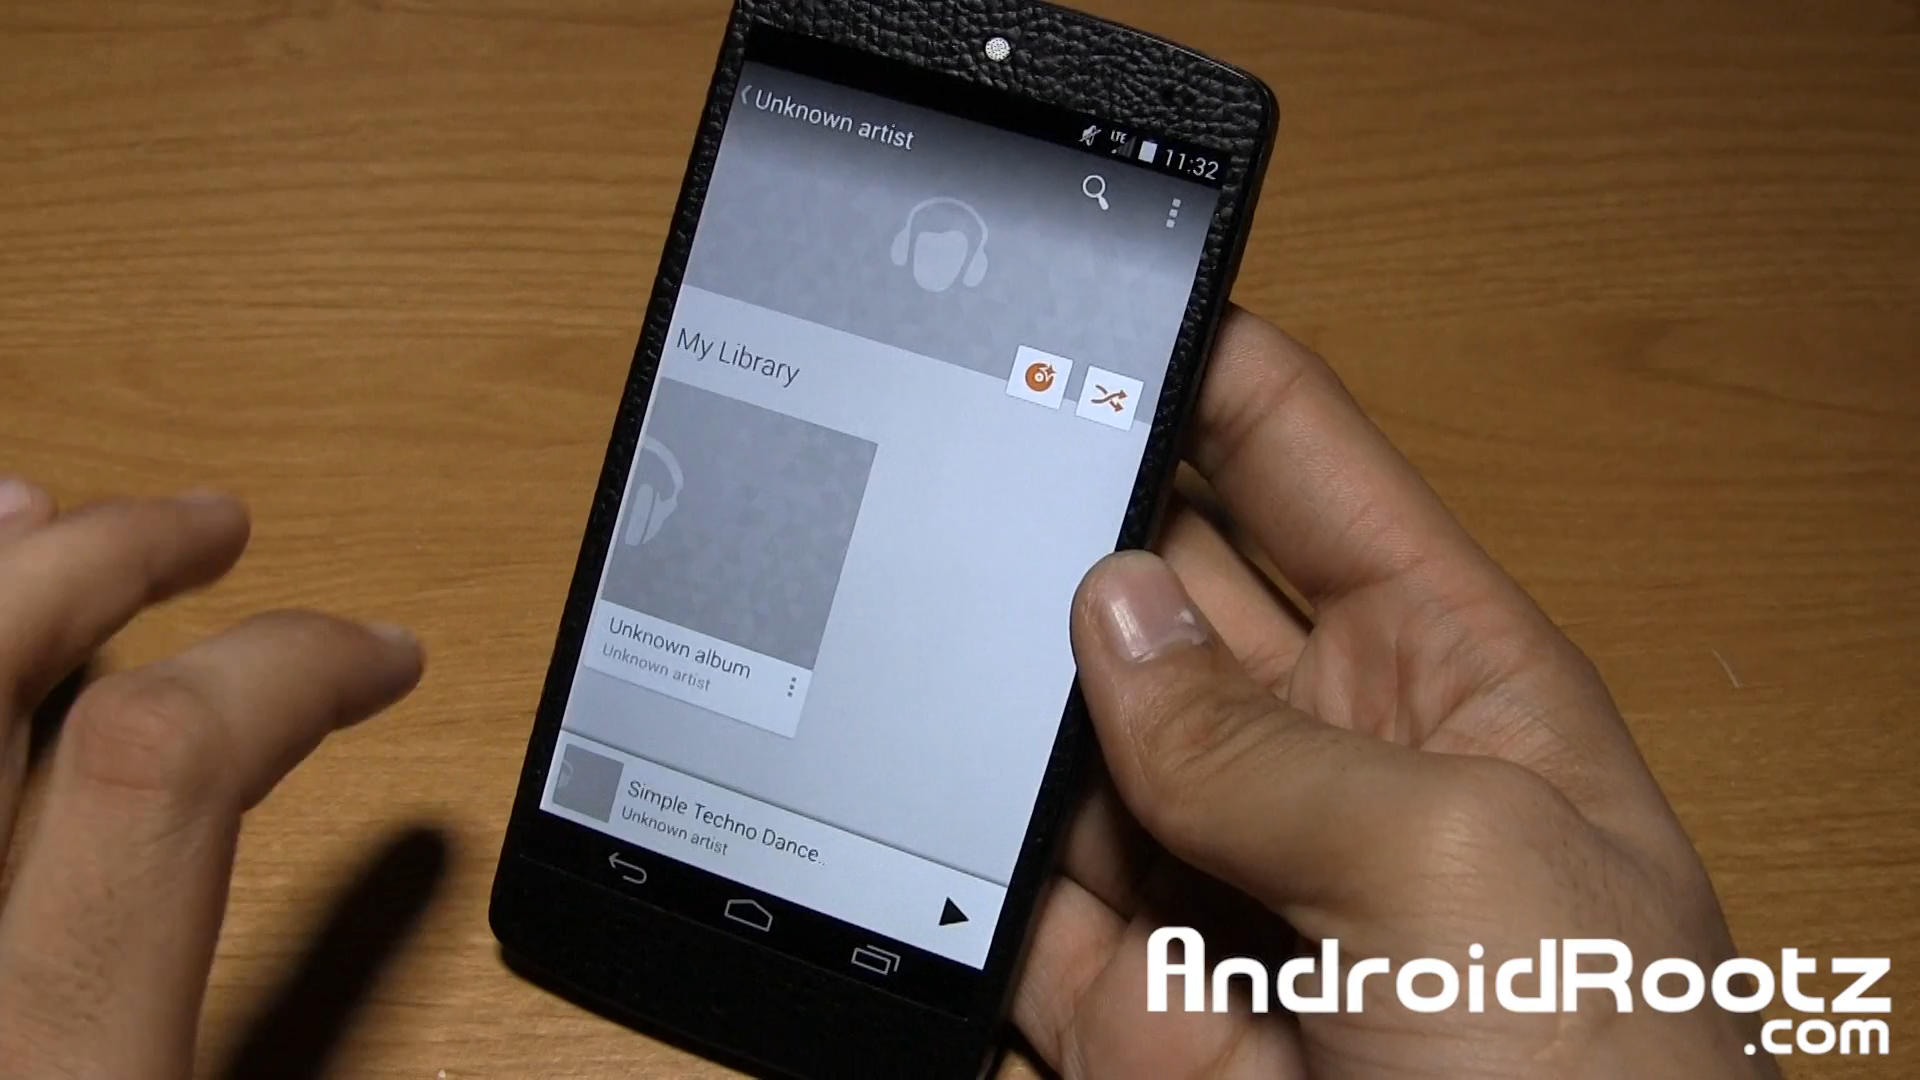 Unknown artist
LTE
11:32
My Library
Unknown album
Unknown artist
Simple Techno Dance..
Unknown artist
AndroidRootz
.com